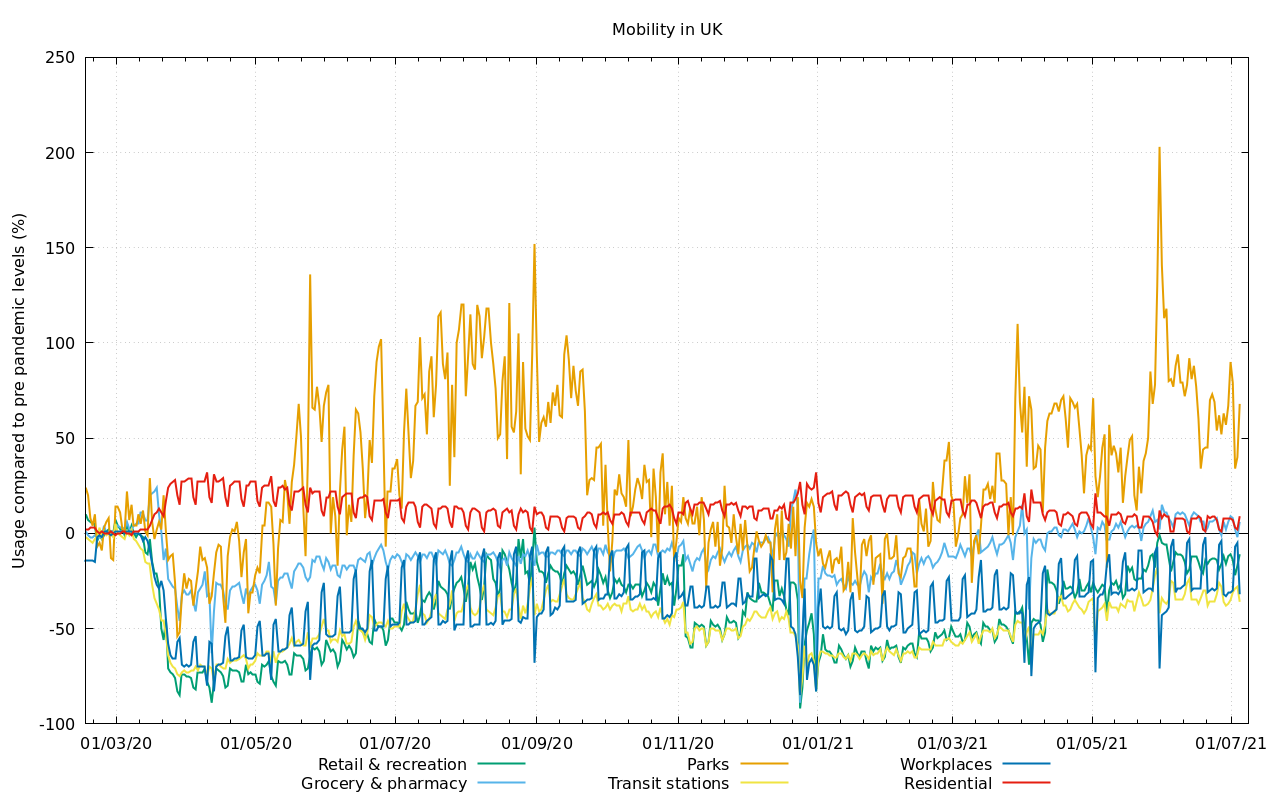 Mobility in UK
Usage compared to pre pandemic levels (%)
250
200
150
100
50
0
-50
-100
01/03/20 01/05/20 01/07/20 01/09/20 01/11/20 01/01/21 01/03/21 01/05/21 01/07/21
Retail & recreation Parks Workplaces
Grocery & pharmacy Transit stations Residential